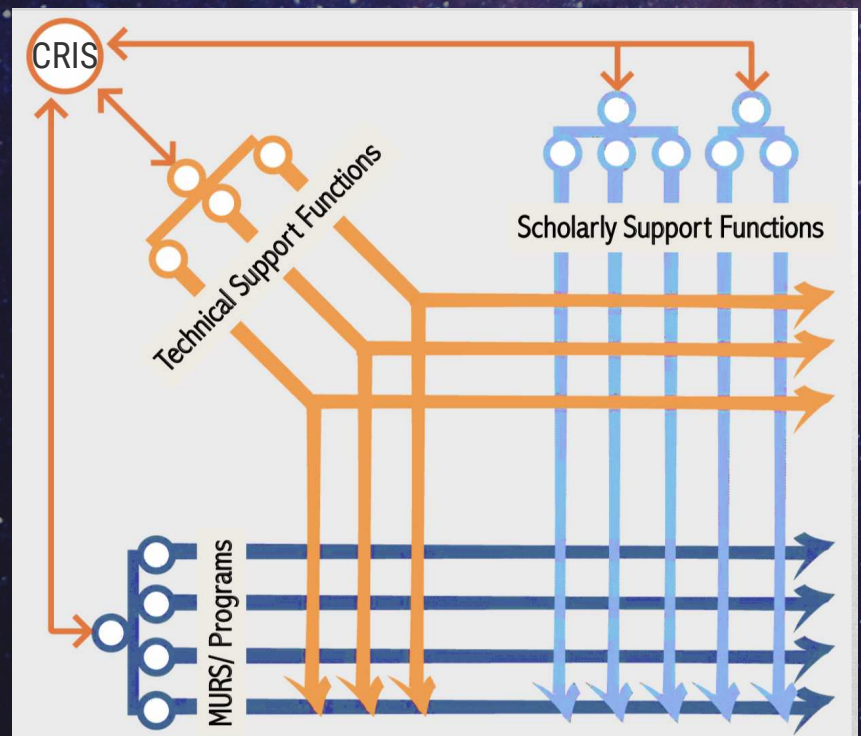 CRIS
Technical Support Functions
Scholarly Support Functions
MURS/ Programs